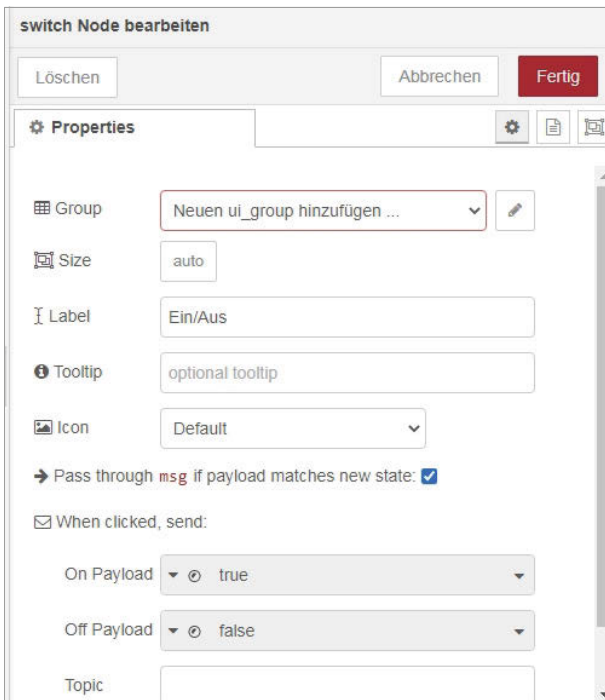 switch Node bearbeiten
Löschen Abbrechen Fertig
Properties
Group Neuen ui_group hinzufügen ...
Size auto
Label Ein/Aus
Tooltip optional tooltip
Icon Default
Pass through msg if payload matches new state:
When clicked, send:
On Payload true
Off Payload false
Topic